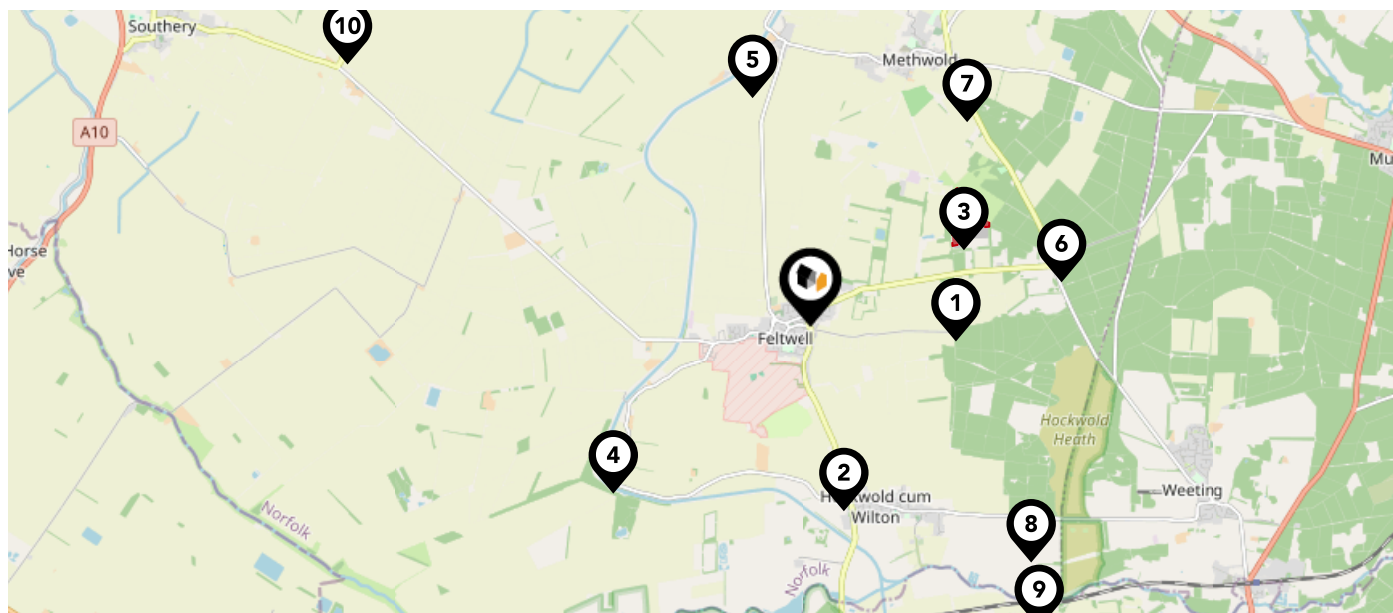 Southery
10
5
Methwold
7
A10
Mu
3
6
Horse
ve
1
Feltwell
Hockwold
Heath
4
2
H
kwold cum
Wilton
Weeting
8
Norfolk
Norfolk
9